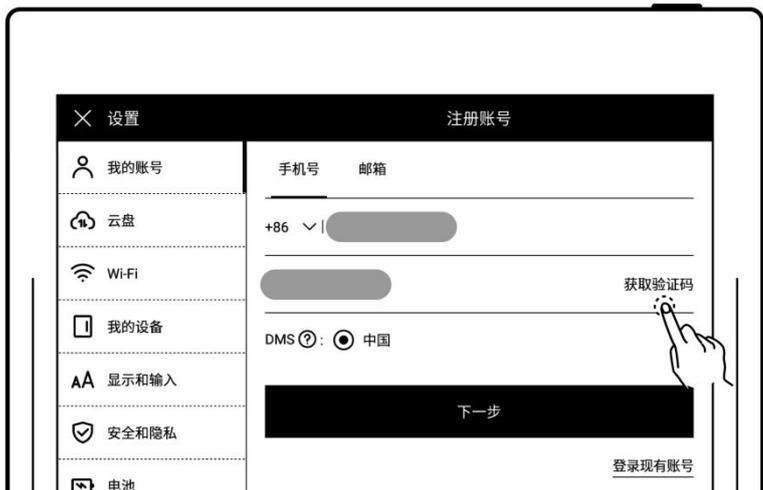 设置
注册账号
我的账号
云盘
Wi-Fi
我的设备
AA 显示和输入
安全和隐私
电池
手机号 邮箱
+86
获取验证码
DMS?: 中国
下一步
登录现有账号